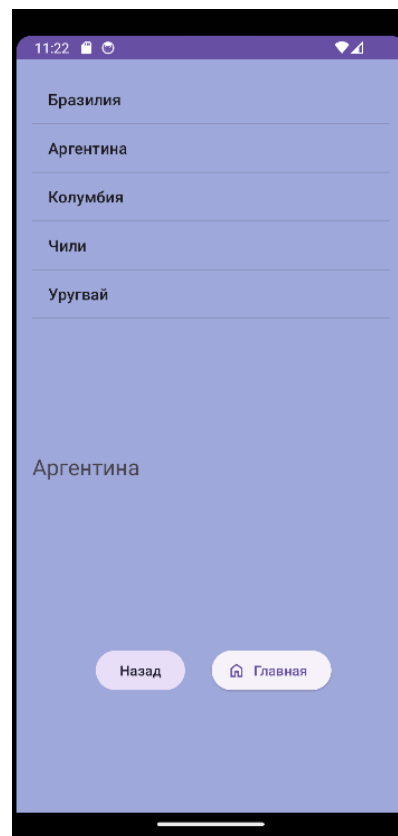 11:22
Бразилия
Аргентина
Колумбия
Чили
Уругвай
Аргентина
Назад
Главная